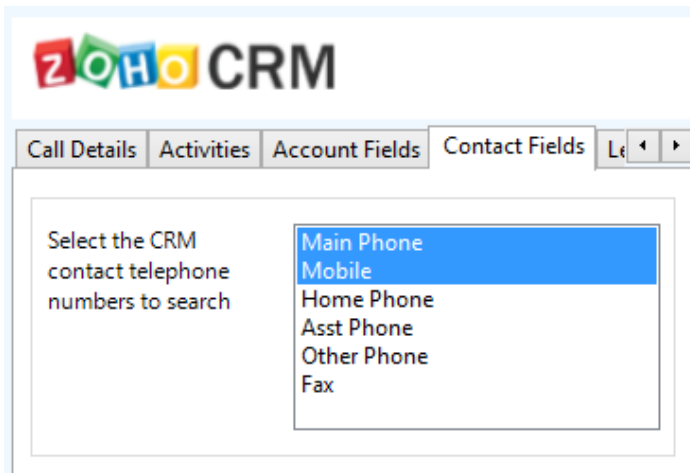 ZOHO CRM
Call Details Activities Account Fields Contact Fields
Select the CRM
contact telephone
numbers to search
Main Phone
Mobile
Home Phone
Asst Phone
Other Phone
Fax